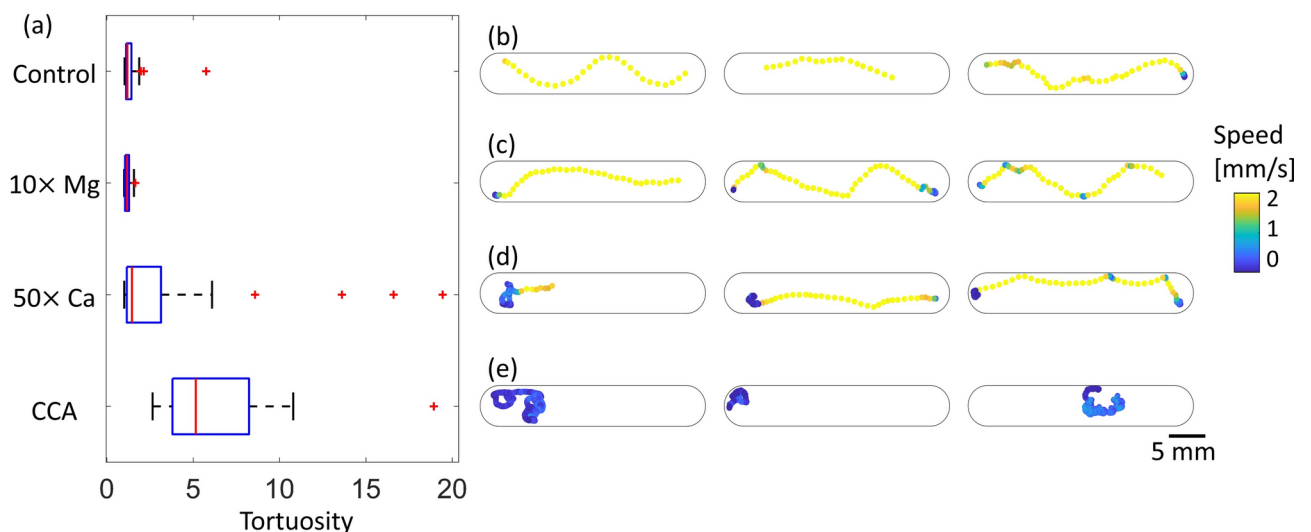 (a)
Control
10× Mg
50× Ca
CCA
0 5 10 15 20
Tortuosity
(b)
(c)
(d)
(e)
Speed
[mm/s]
2
1
0
5 mm